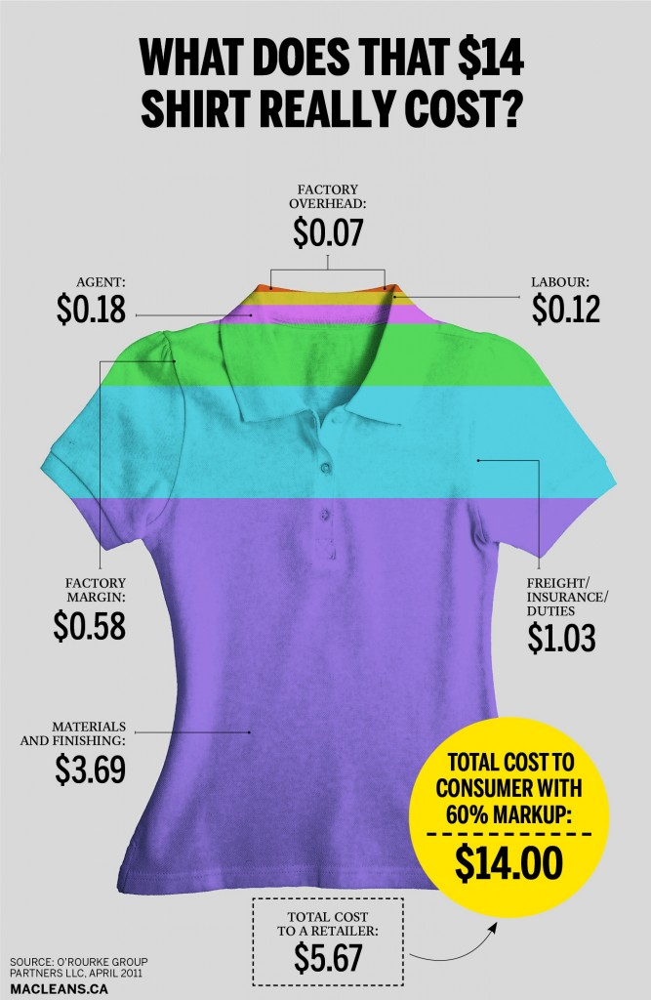 WHAT DOES THAT $14
SHIRT REALLY COST?
FACTORY
OVERHEAD:
$0.07
AGENT:
$0.18
LABOUR:
$0.12
FACTORY
MARGIN:
$0.58
FREIGHT/
INSURANCE/
DUTIES
$1.03
MATERIALS
AND FINISHING:
$3.69
TOTAL COST TO
CONSUMER WITH
60% MARKUP:
$14.00
TOTAL COST
TO A RETAILER:
$5.67
SOURCE: O'ROURKE GROUP
PARTNERS LLC, APRIL 2011
MACLEANS.CA